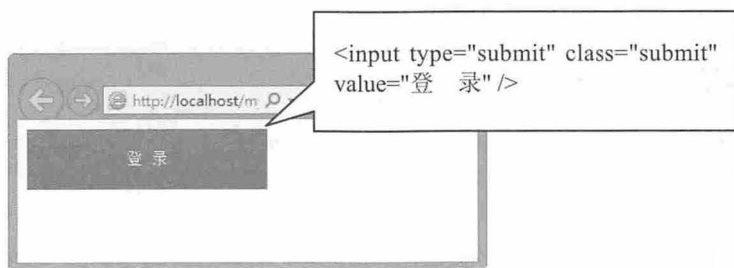 <input type="submit" class="submit"
value="登　录" />
http://localhost/m
登 录